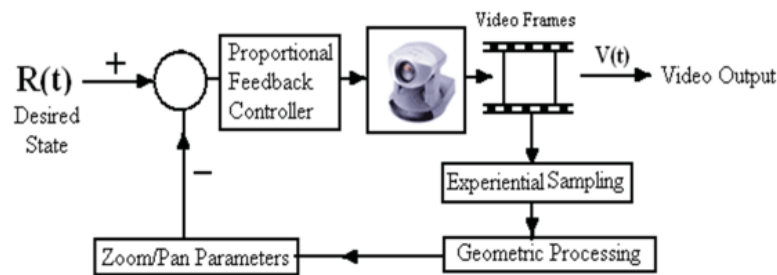 Video Frames
R(t)
+
Desired
State
Proportional
Feedback
Controller
V(t)
Video Output
−
Experiential Sampling
Geometric Processing
Zoom/Pan Parameters